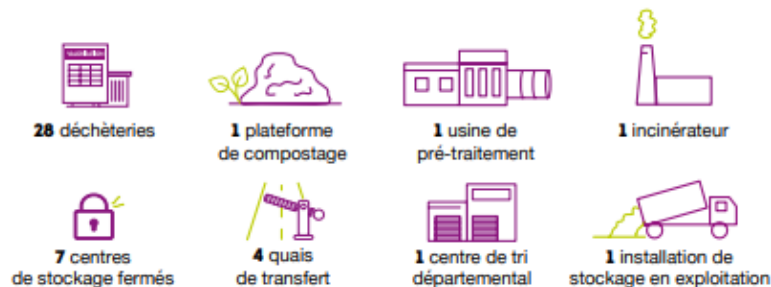 28 déchèteries
1 plateforme
de compostage
1 usine de
pré-traitement
1 incinérateur
7 centres
de stockage fermés
4 quais
de transfert
1 centre de tri
départemental
1 installation de
stockage en exploitation